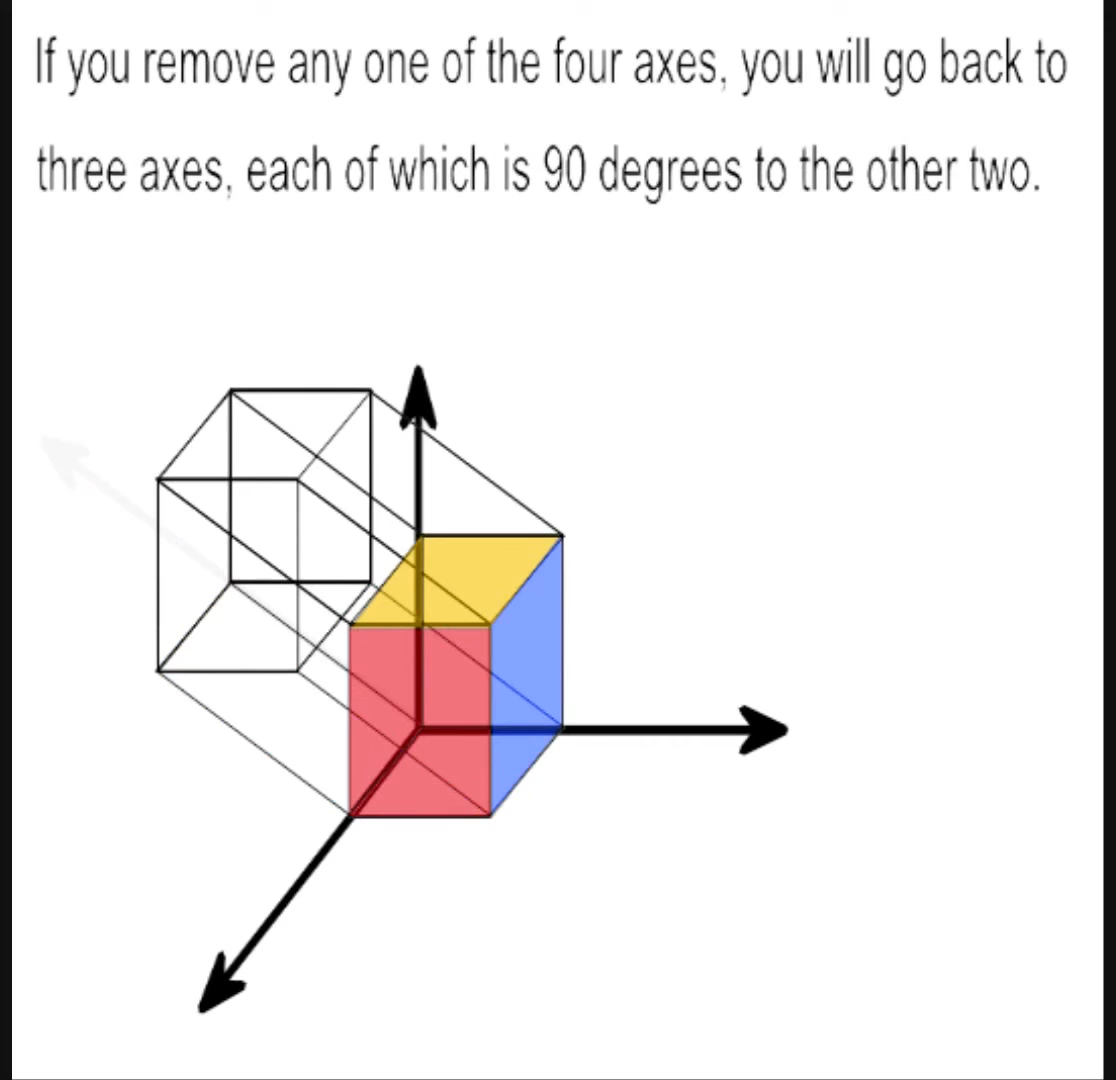 If you remove any one of the four axes, you will go back to
three axes, each of which is 90 degrees to the other two.